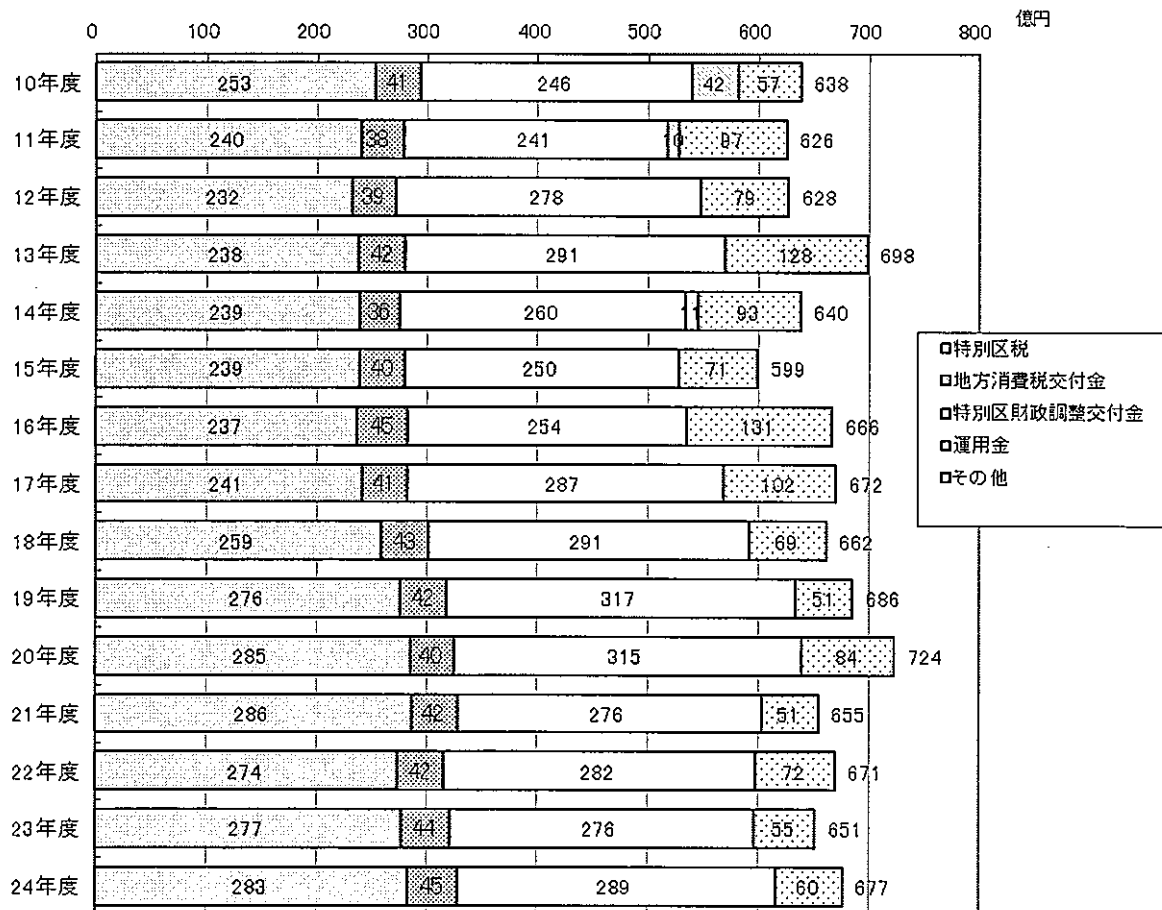 0 100 200 300 400 500 600 700 800 億円
10年度 253 41 246 42 57 638
11年度 240 38 241 10 97 626
12年度 232 39 278 79 628
13年度 238 42 291 128 698
14年度 239 36 260 11 93 640
15年度 239 40 250 71 599
16年度 237 45 254 131 666
17年度 241 41 287 102 672
18年度 259 43 291 69 662
19年度 276 42 317 51 686
20年度 285 40 315 84 724
21年度 286 42 276 51 655
22年度 274 42 282 72 671
23年度 277 44 276 55 651
24年度 283 45 289 60 677
特別区税
地方消費税交付金
特別区財政調整交付金
運用金
その他